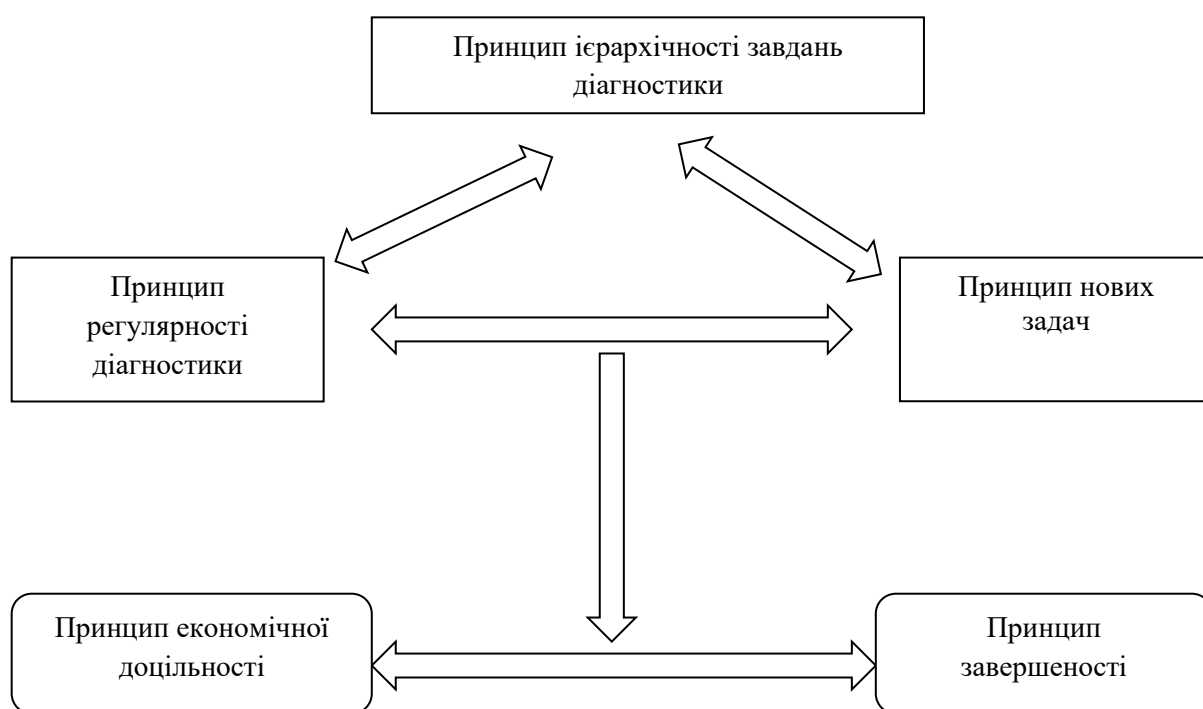 Принцип ієрархічності завдань
діагностики
Принцип
регулярності
діагностики
Принцип нових
задач
Принцип економічної
доцільності
Принцип
завершеності